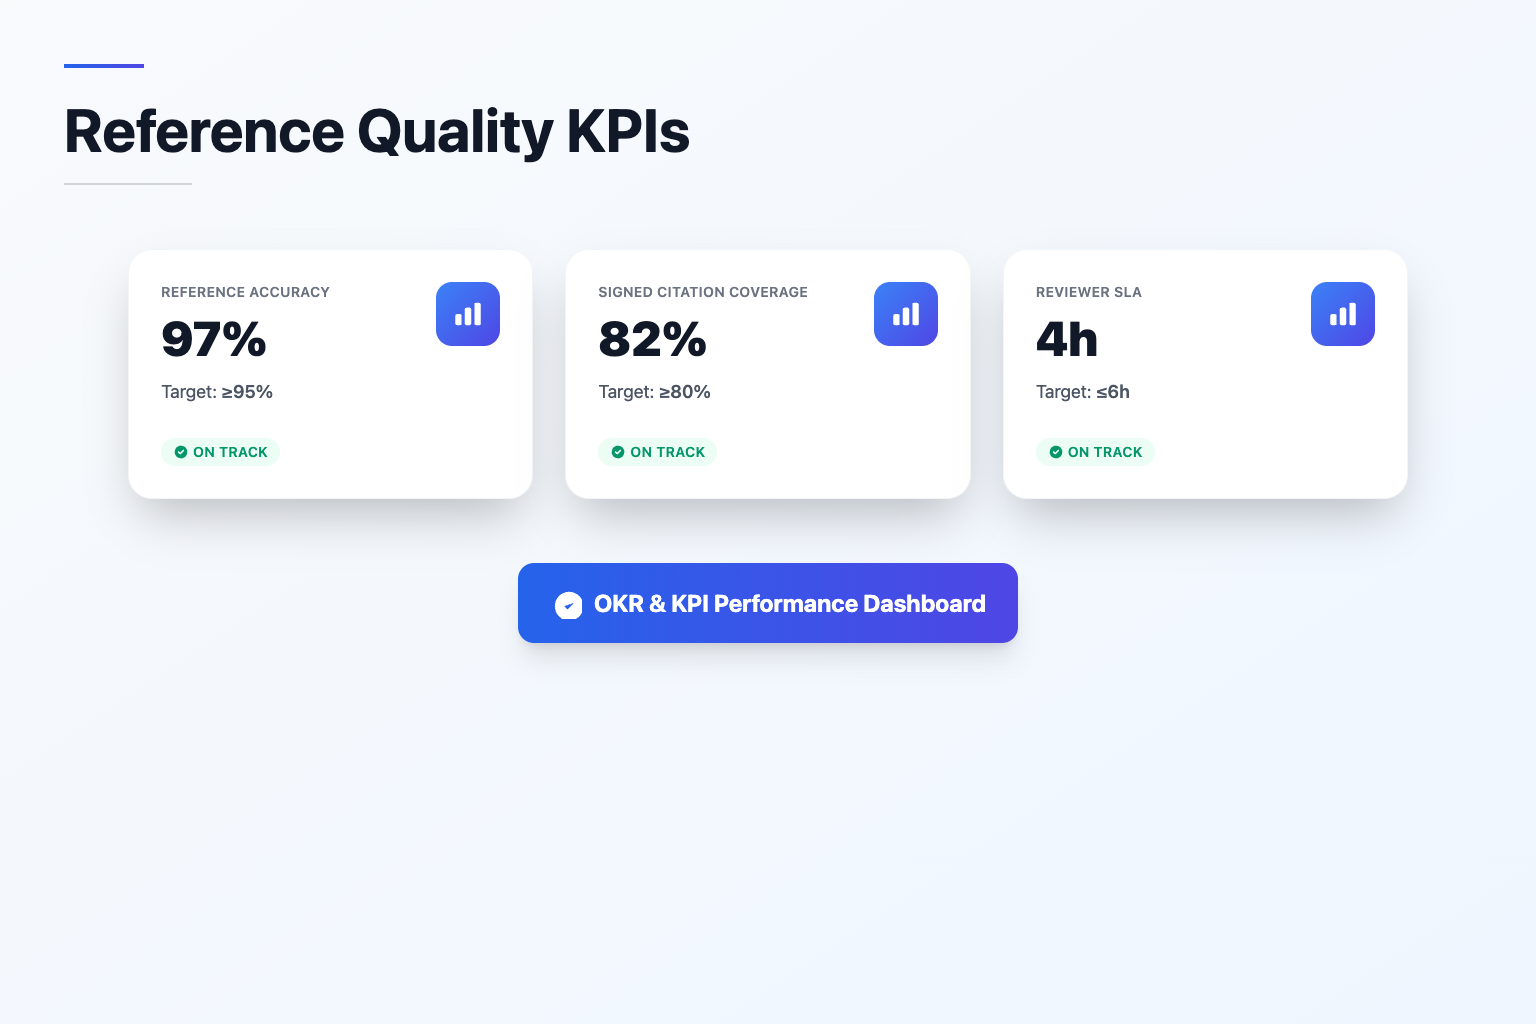 Reference Quality KPIs
REFERENCE ACCURACY
97%
Target: ≥95%
ON TRACK
SIGNED CITATION COVERAGE
82%
Target: ≥80%
ON TRACK
REVIEWER SLA
4h
Target: ≤6h
ON TRACK
OKR & KPI Performance Dashboard